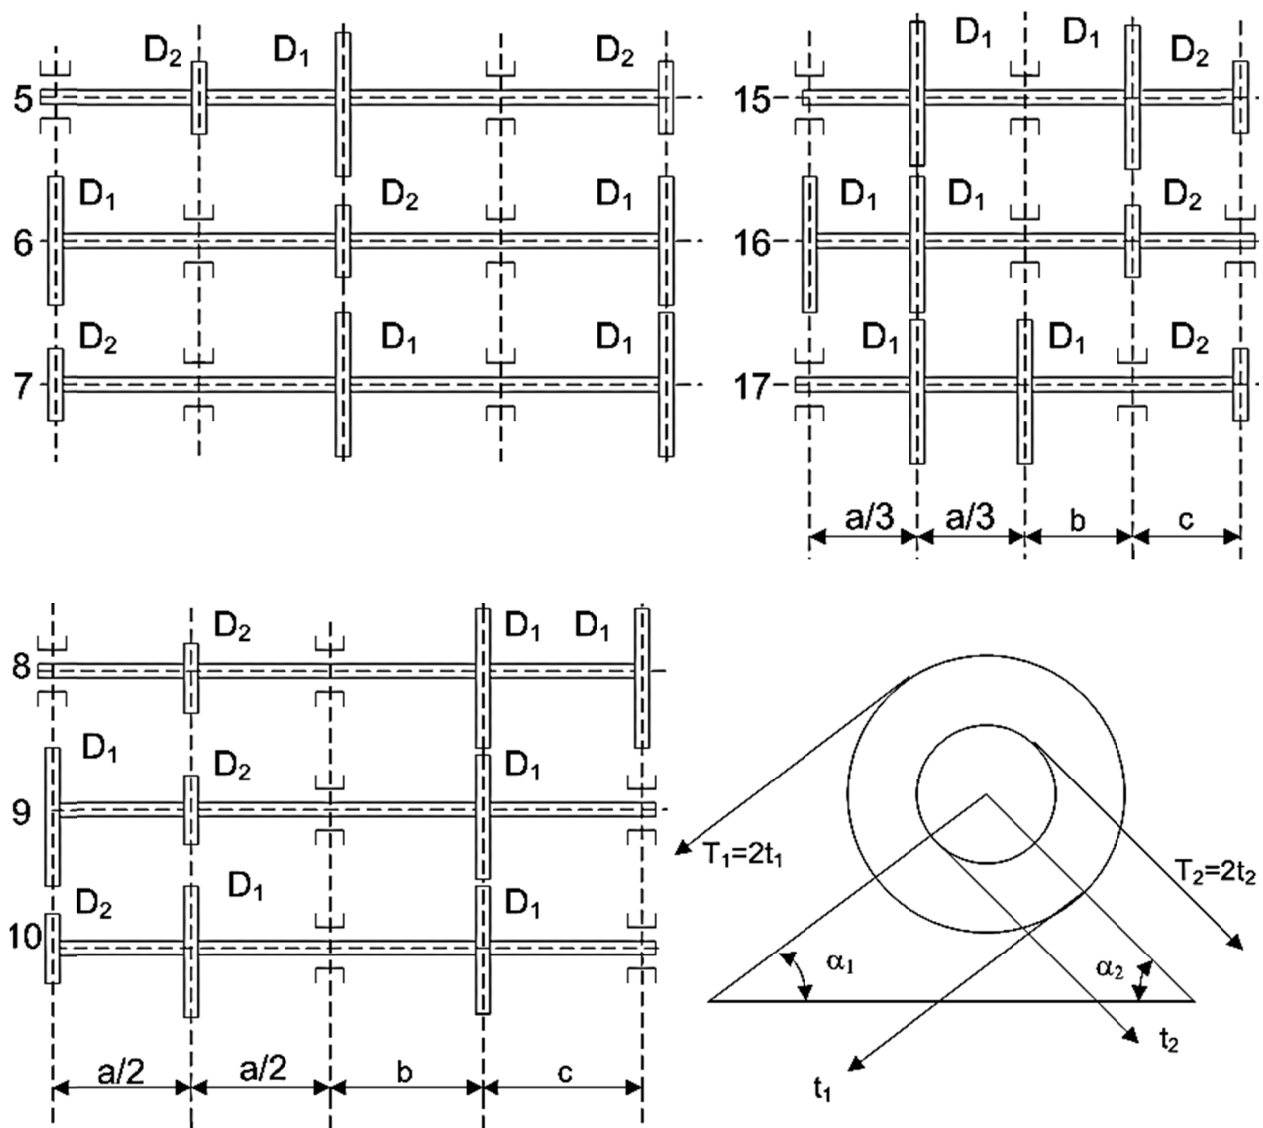 D₂ D₁ D₂
5
D₁ D₂ D₁
6
D₂ D₁ D₁
7
D₁ D₁ D₂
15
D₁ D₁ D₂
16
D₁ D₁ D₂
17
a/3 a/3 b c
D₂ D₁ D₁
8
D₁ D₂ D₁
9
D₂ D₁ D₁
10
a/2 a/2 b c
T₁=2t₁
T₂=2t₂
α₁
α₂
t₂
t₁